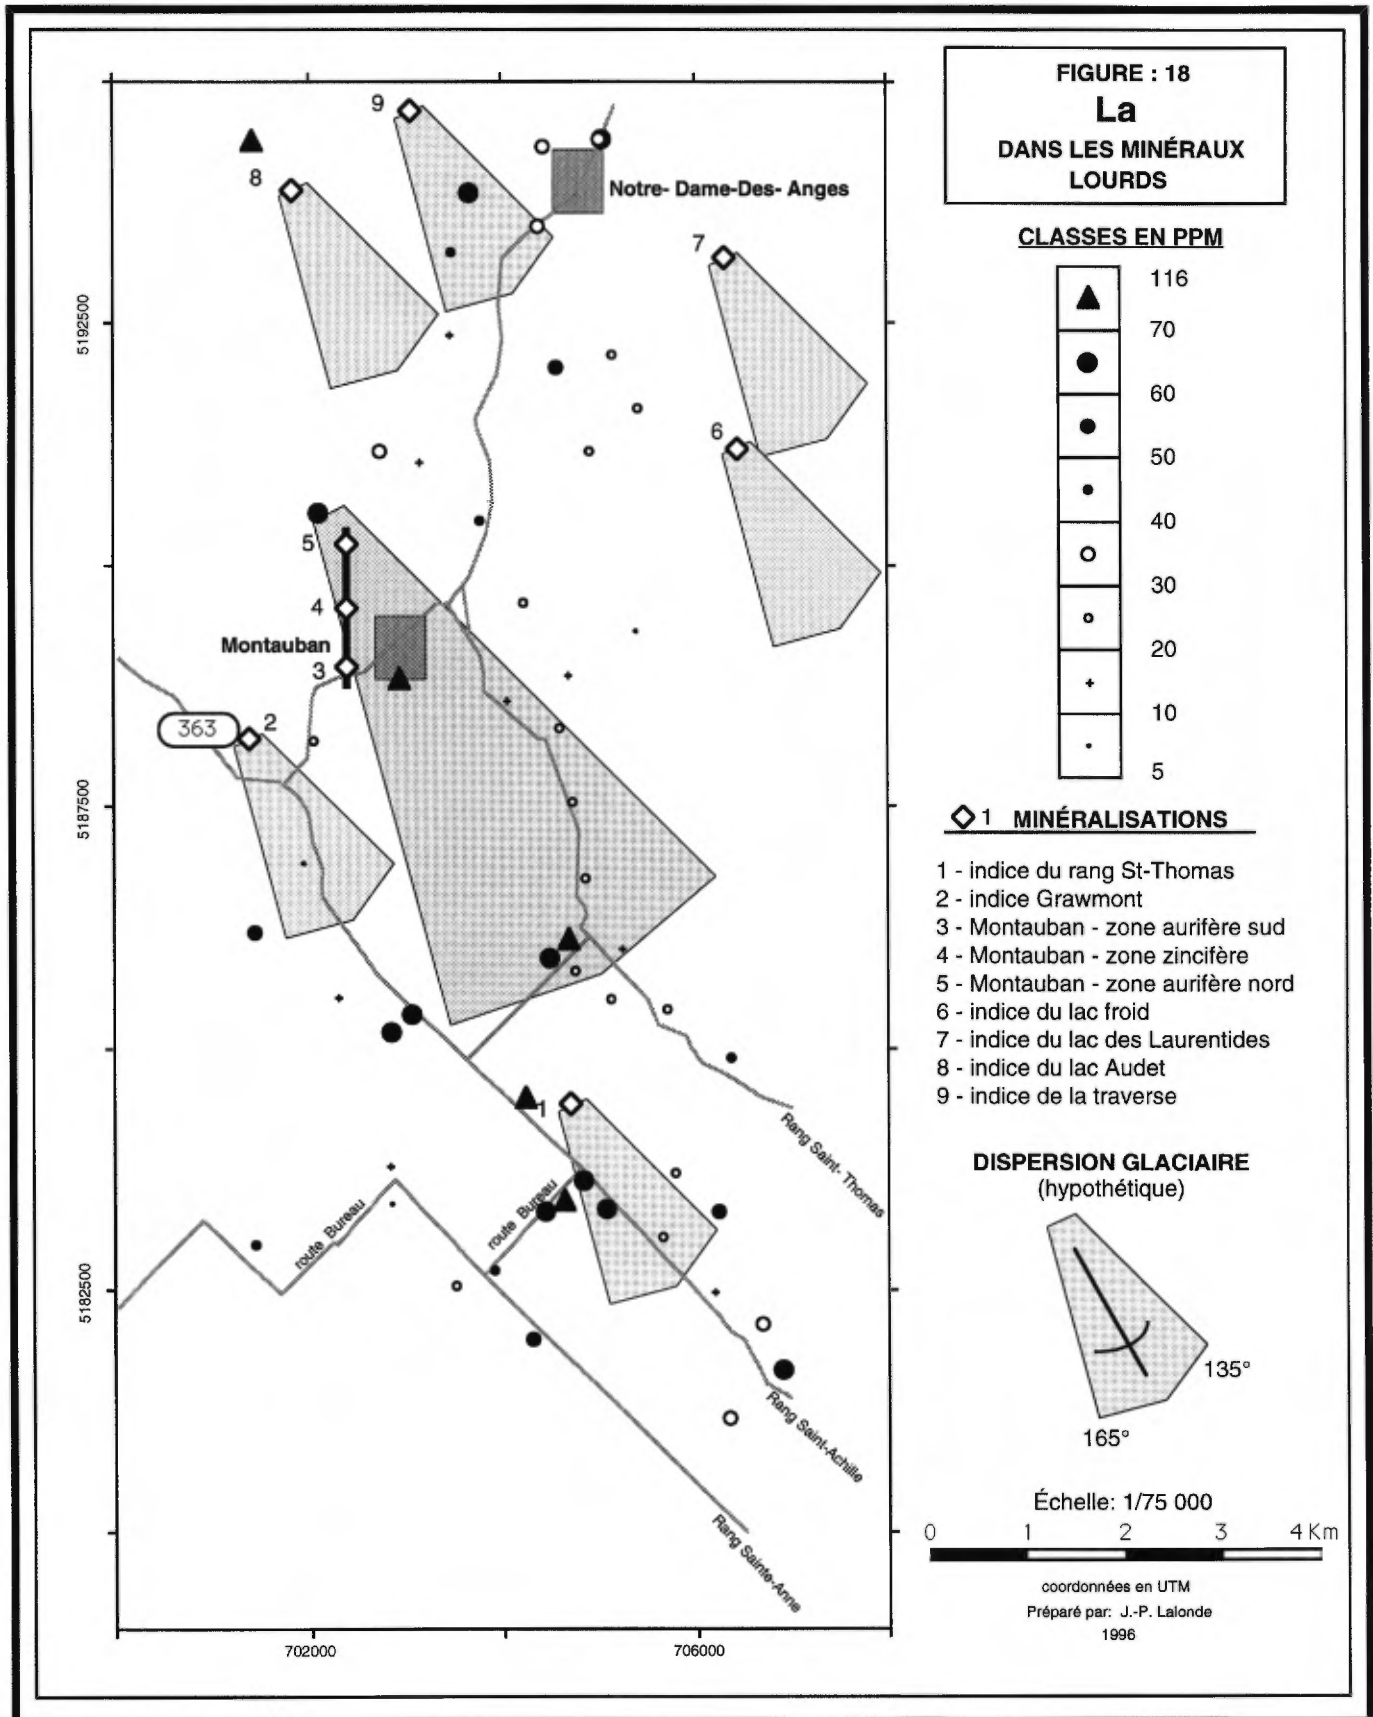 FIGURE : 18
La
DANS LES MINÉRAUX
LOURDS
CLASSES EN PPM
116
70
60
50
40
30
20
10
5
1 MINÉRALISATIONS
1 - indice du rang St-Thomas
2 - indice Grawmont
3 - Montauban - zone aurifère sud
4 - Montauban - zone zincifère
5 - Montauban - zone aurifère nord
6 - indice du lac froid
7 - indice du lac des Laurentides
8 - indice du lac Audet
9 - indice de la traverse
DISPERSION GLACIAIRE
(hypothétique)
135°
165°
Échelle: 1/75 000
0 1 2 3 4 Km
coordonnées en UTM
Préparé par: J.-P. Lalonde
1996
9
8
Notre- Dame-Des- Anges
7
5192500
6
5
4
Montauban
3
363
2
5187500
1
Rang Saint- Thomas
route Bureau
route Bureau
5182500
Rang Saint-Achille
Rang Sainte-Anne
702000
706000